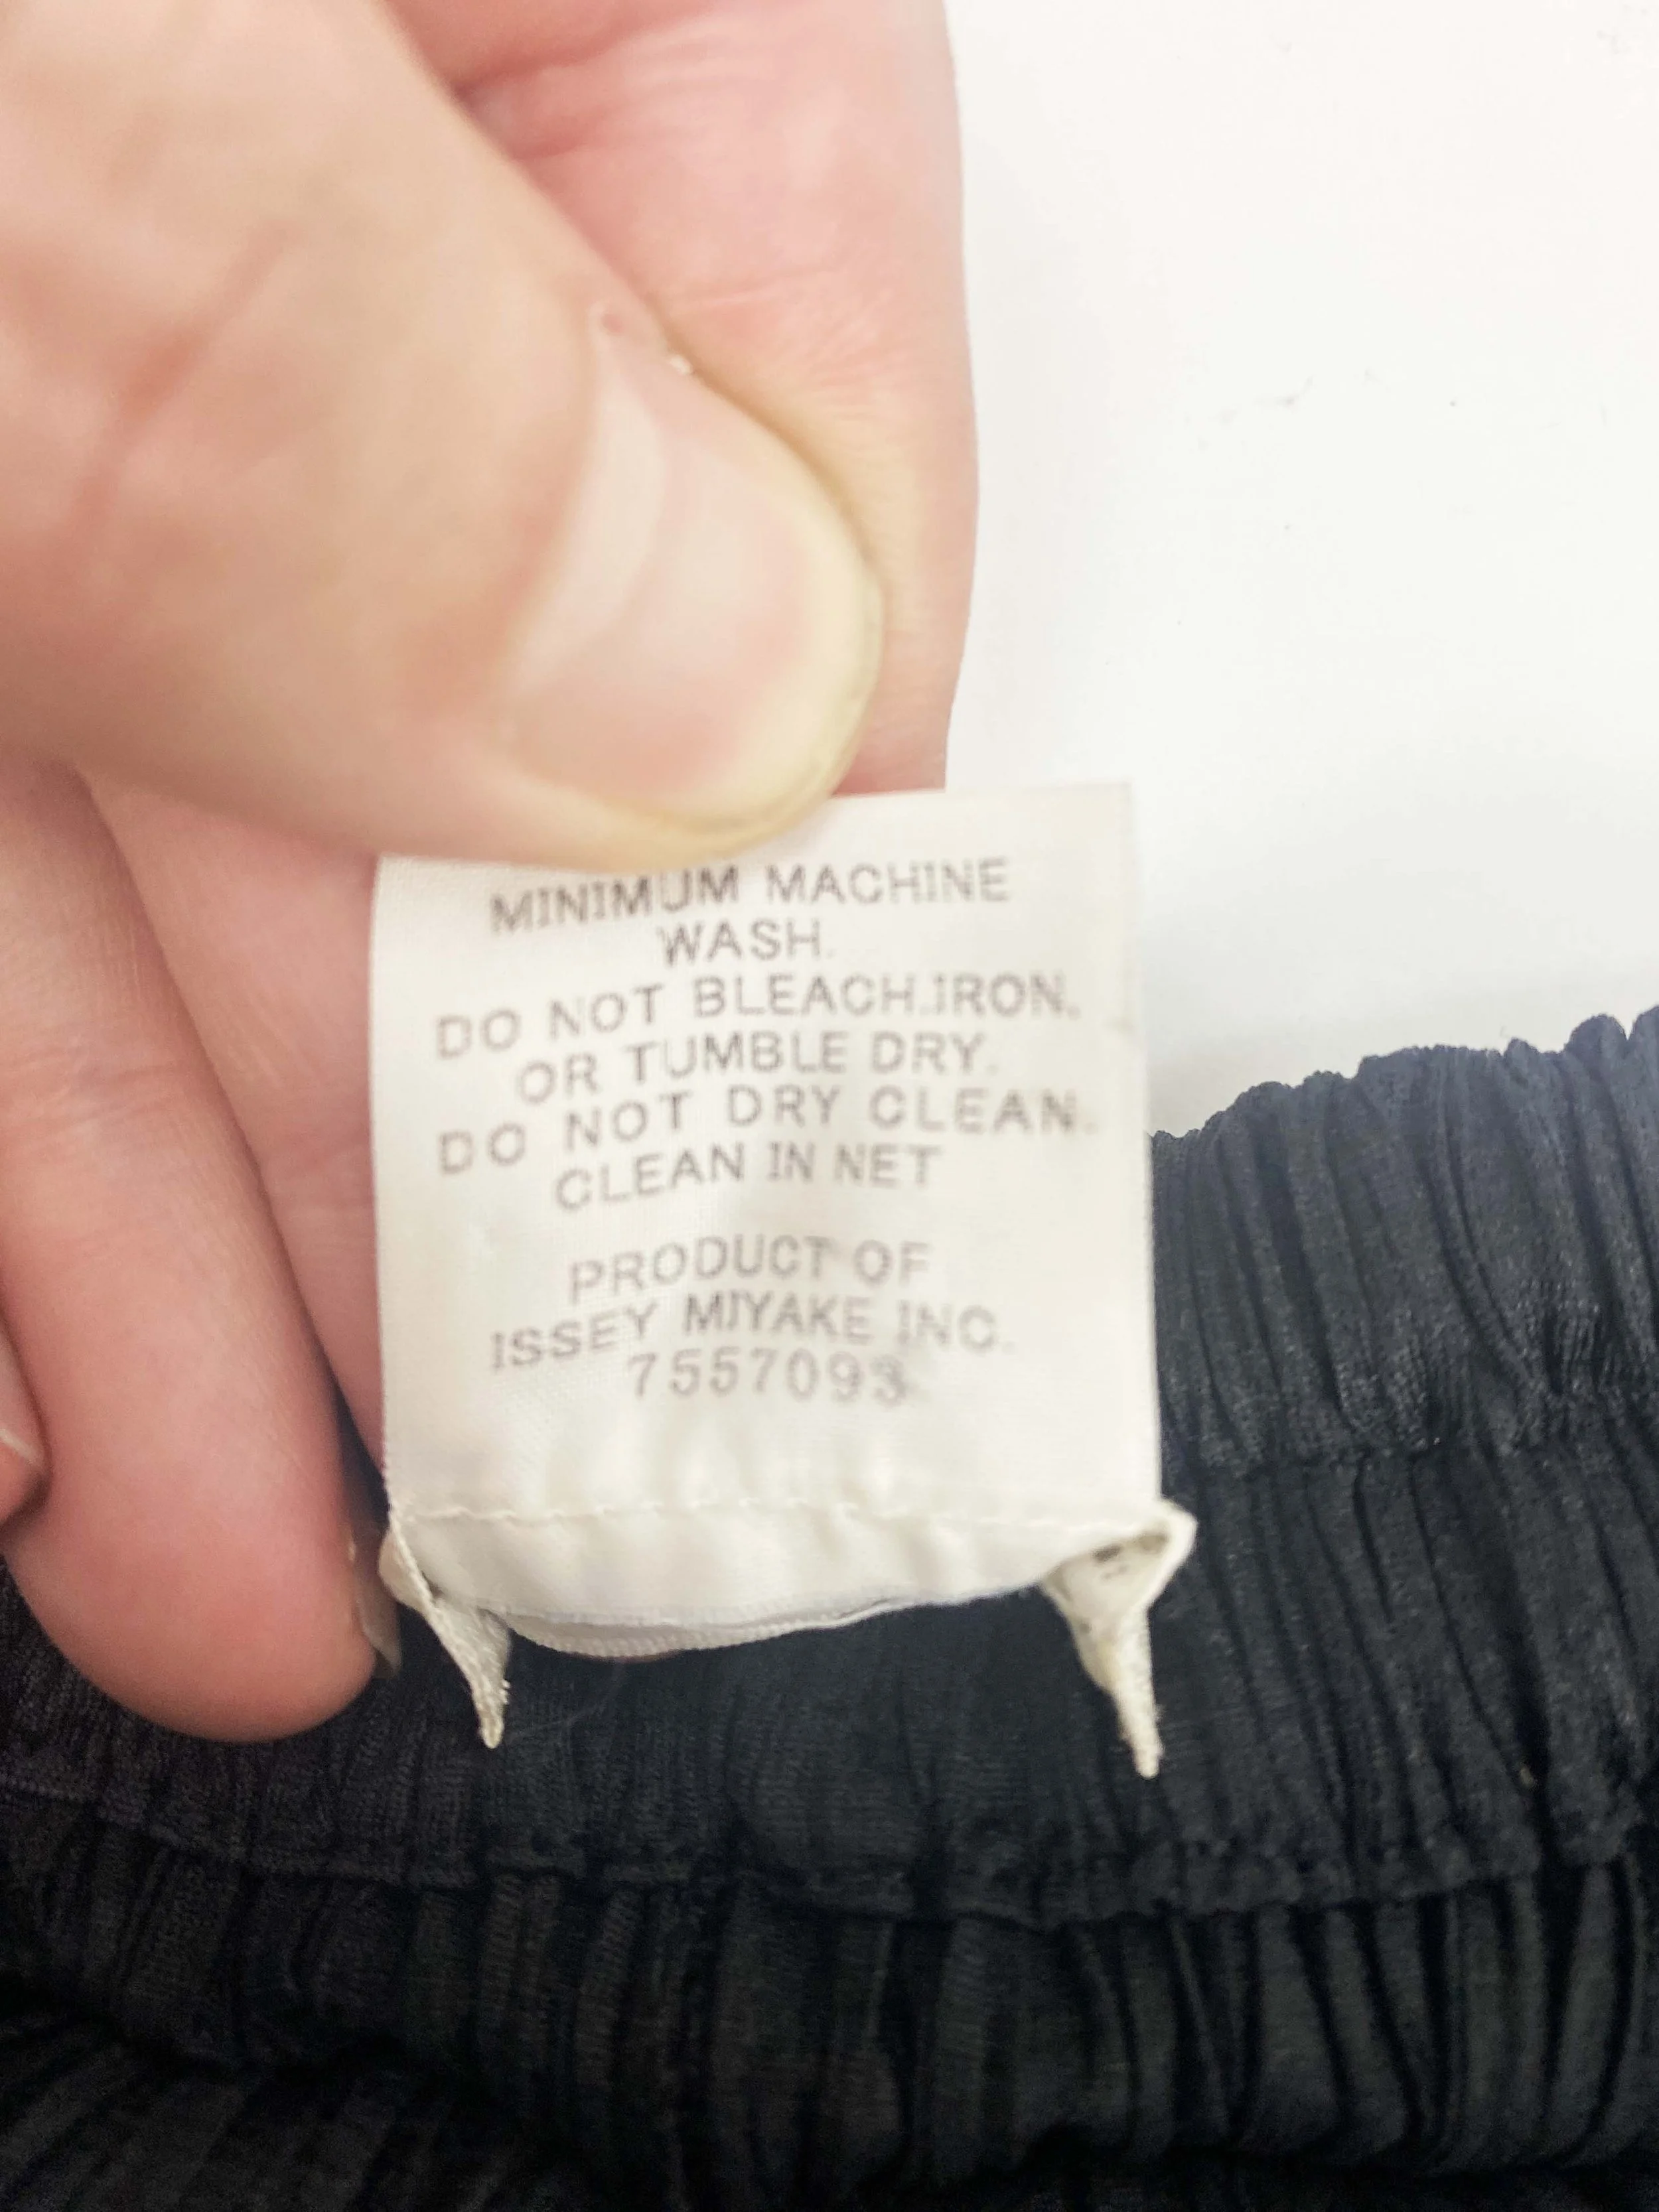 MINIMUM MACHINE
WASH.
DO NOT BLEACH.IRON.
OR TUMBLE DRY.
DO NOT DRY CLEAN.
CLEAN IN NET
PRODUCT OF
ISSEY MIYAKE INC.
7557093